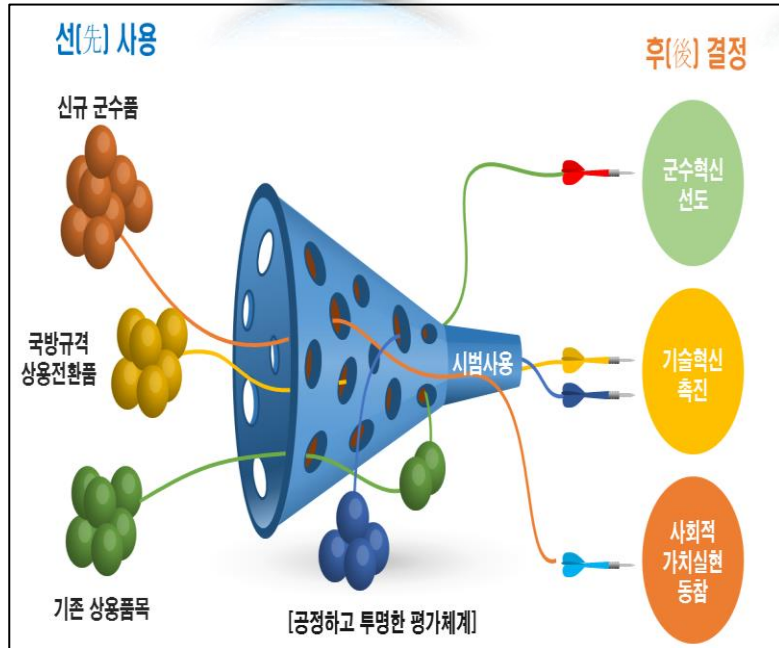 선(先) 사용
후(後) 결정
신규 군수품
군수혁신
선도
국방규격
상용전환품
시범사용
기술혁신
촉진
기존 상용품목
[공정하고 투명한 평가체계]
사회적
가치실현
동참